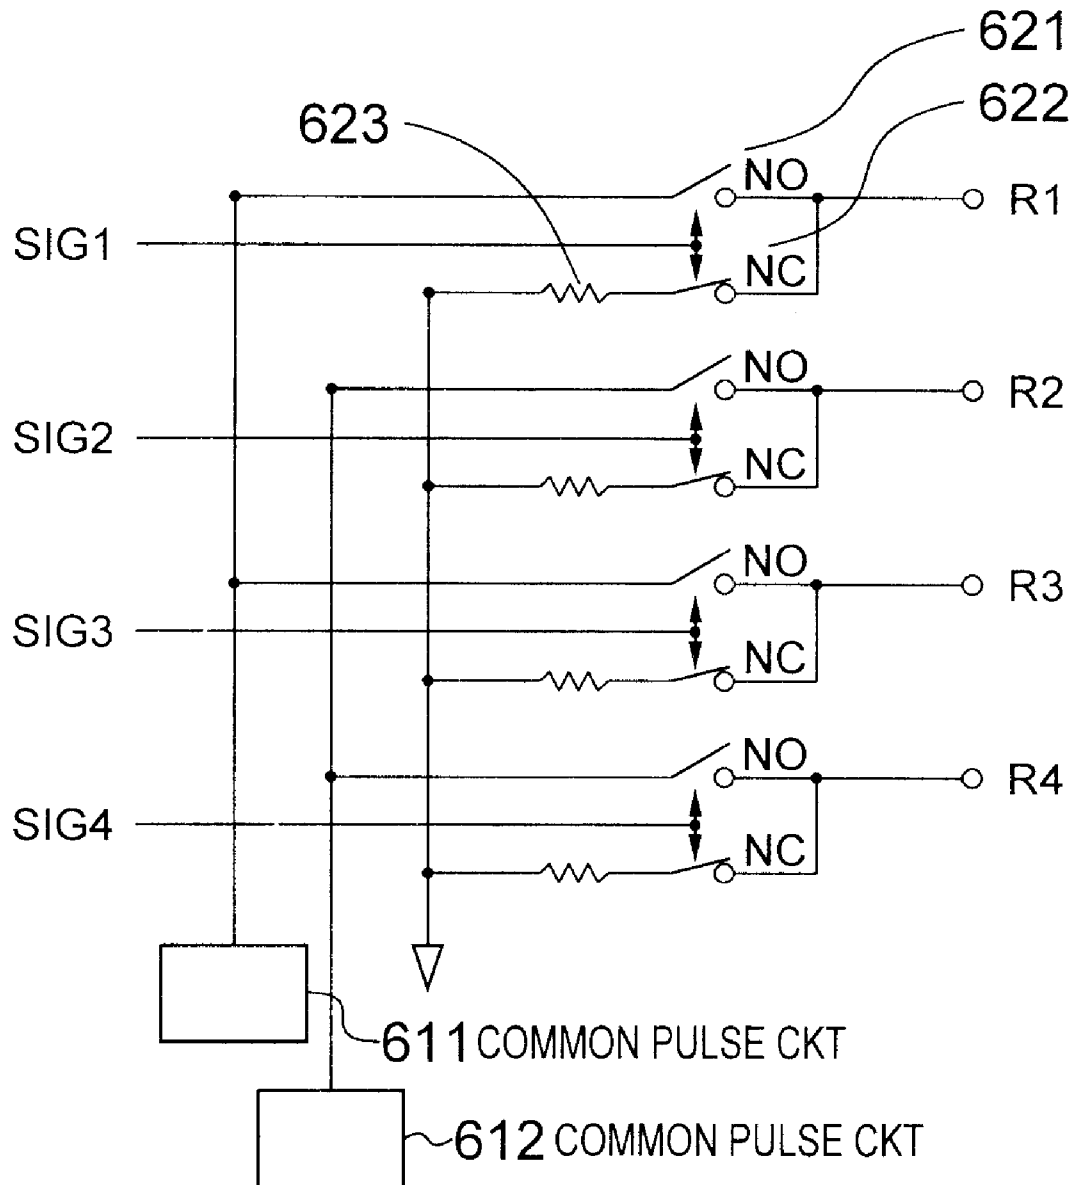 621
622
623
NO
R1
SIG1
NC
NO
R2
SIG2
NC
NO
R3
SIG3
NC
NO
R4
SIG4
NC
611 COMMON PULSE CKT
612 COMMON PULSE CKT